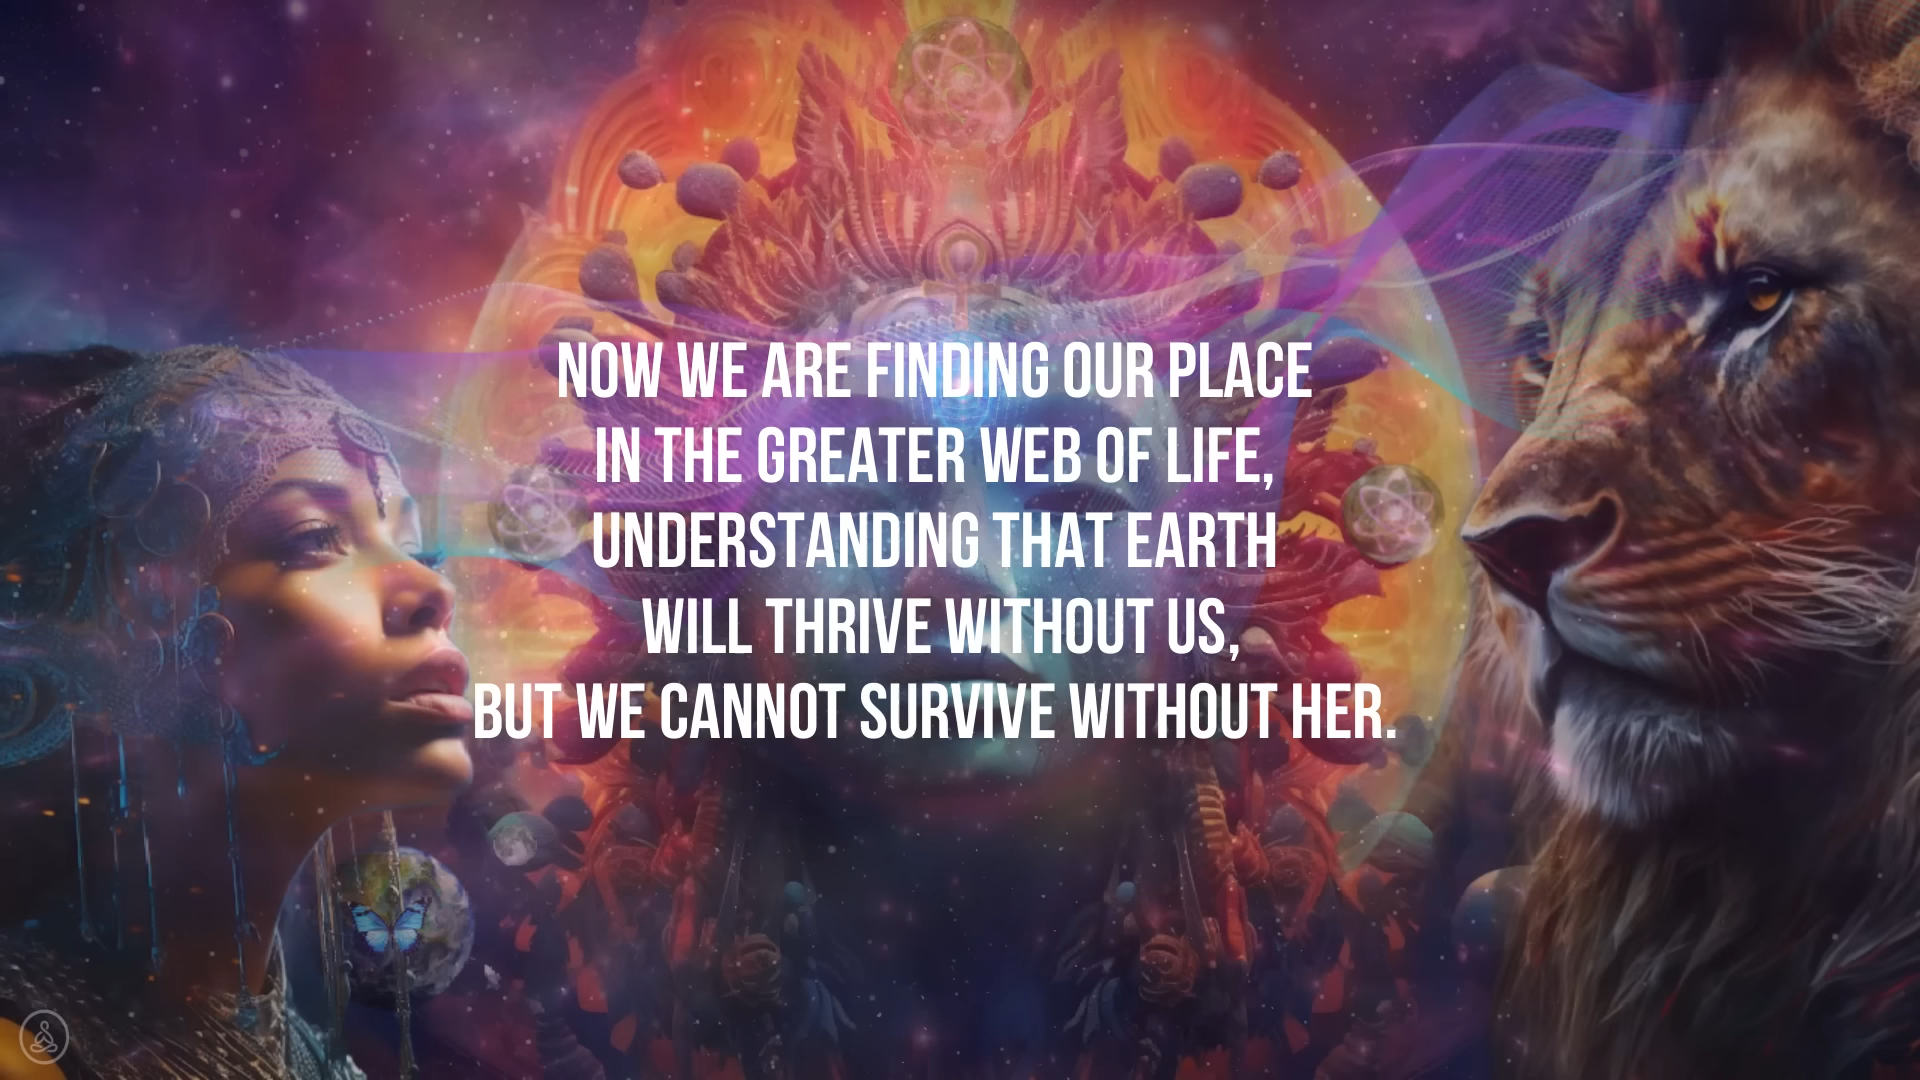 NOW WE ARE FINDING OUR PLACE
IN THE GREATER WEB OF LIFE,
UNDERSTANDING THAT EARTH
WILL THRIVE WITHOUT US,
BUT WE CANNOT SURVIVE WITHOUT HER.